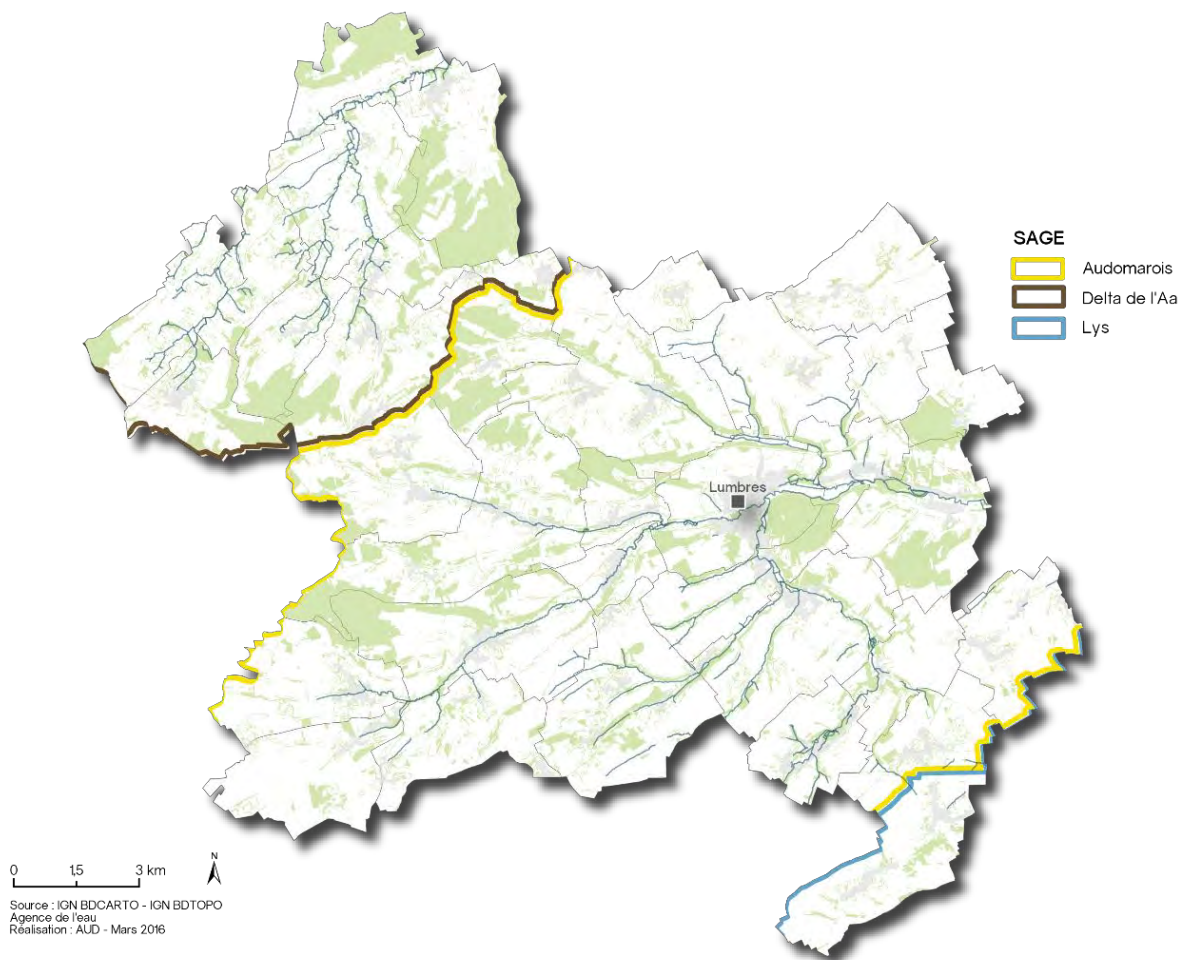 SAGE
Audomarois
Delta de l'Aa
Lys
Lumbres
N
0 1,5 3 km
Source : IGN BDCARTO - IGN BDTOPO
Agence de l'eau
Réalisation : AUD - Mars 2016